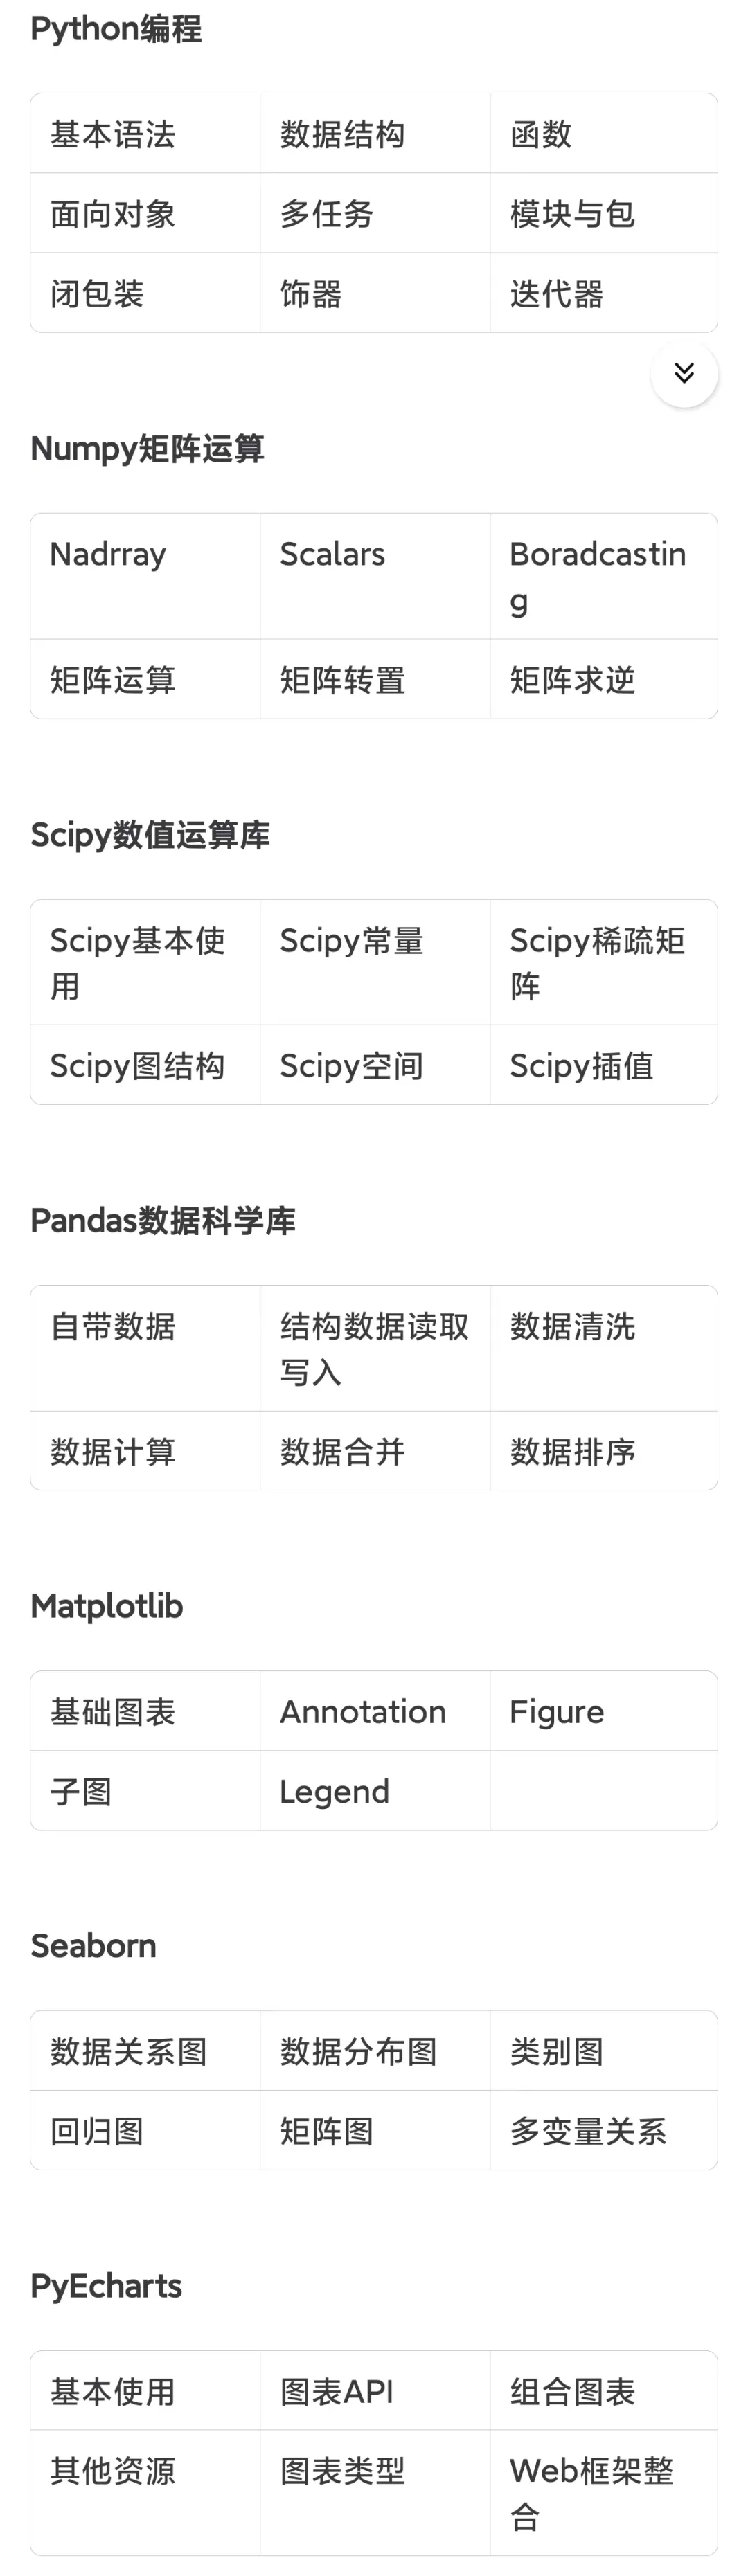 Python编程
基本语法 数据结构 函数
面向对象 多任务 模块与包
闭包装 饰器 迭代器
Numpy矩阵运算
Nadrray Scalars Boradcastin
g
矩阵运算 矩阵转置 矩阵求逆
Scipy数值运算库
Scipy基本使 Scipy常量 Scipy稀疏矩
用 阵
Scipy图结构 Scipy空间 Scipy插值
Pandas数据科学库
自带数据 结构数据读取 数据清洗
写入
数据计算 数据合并 数据排序
Matplotlib
基础图表 Annotation Figure
子图 Legend
Seaborn
数据关系图 数据分布图 类别图
回归图 矩阵图 多变量关系
PyEcharts
基本使用 图表API 组合图表
其他资源 图表类型 Web框架整
合